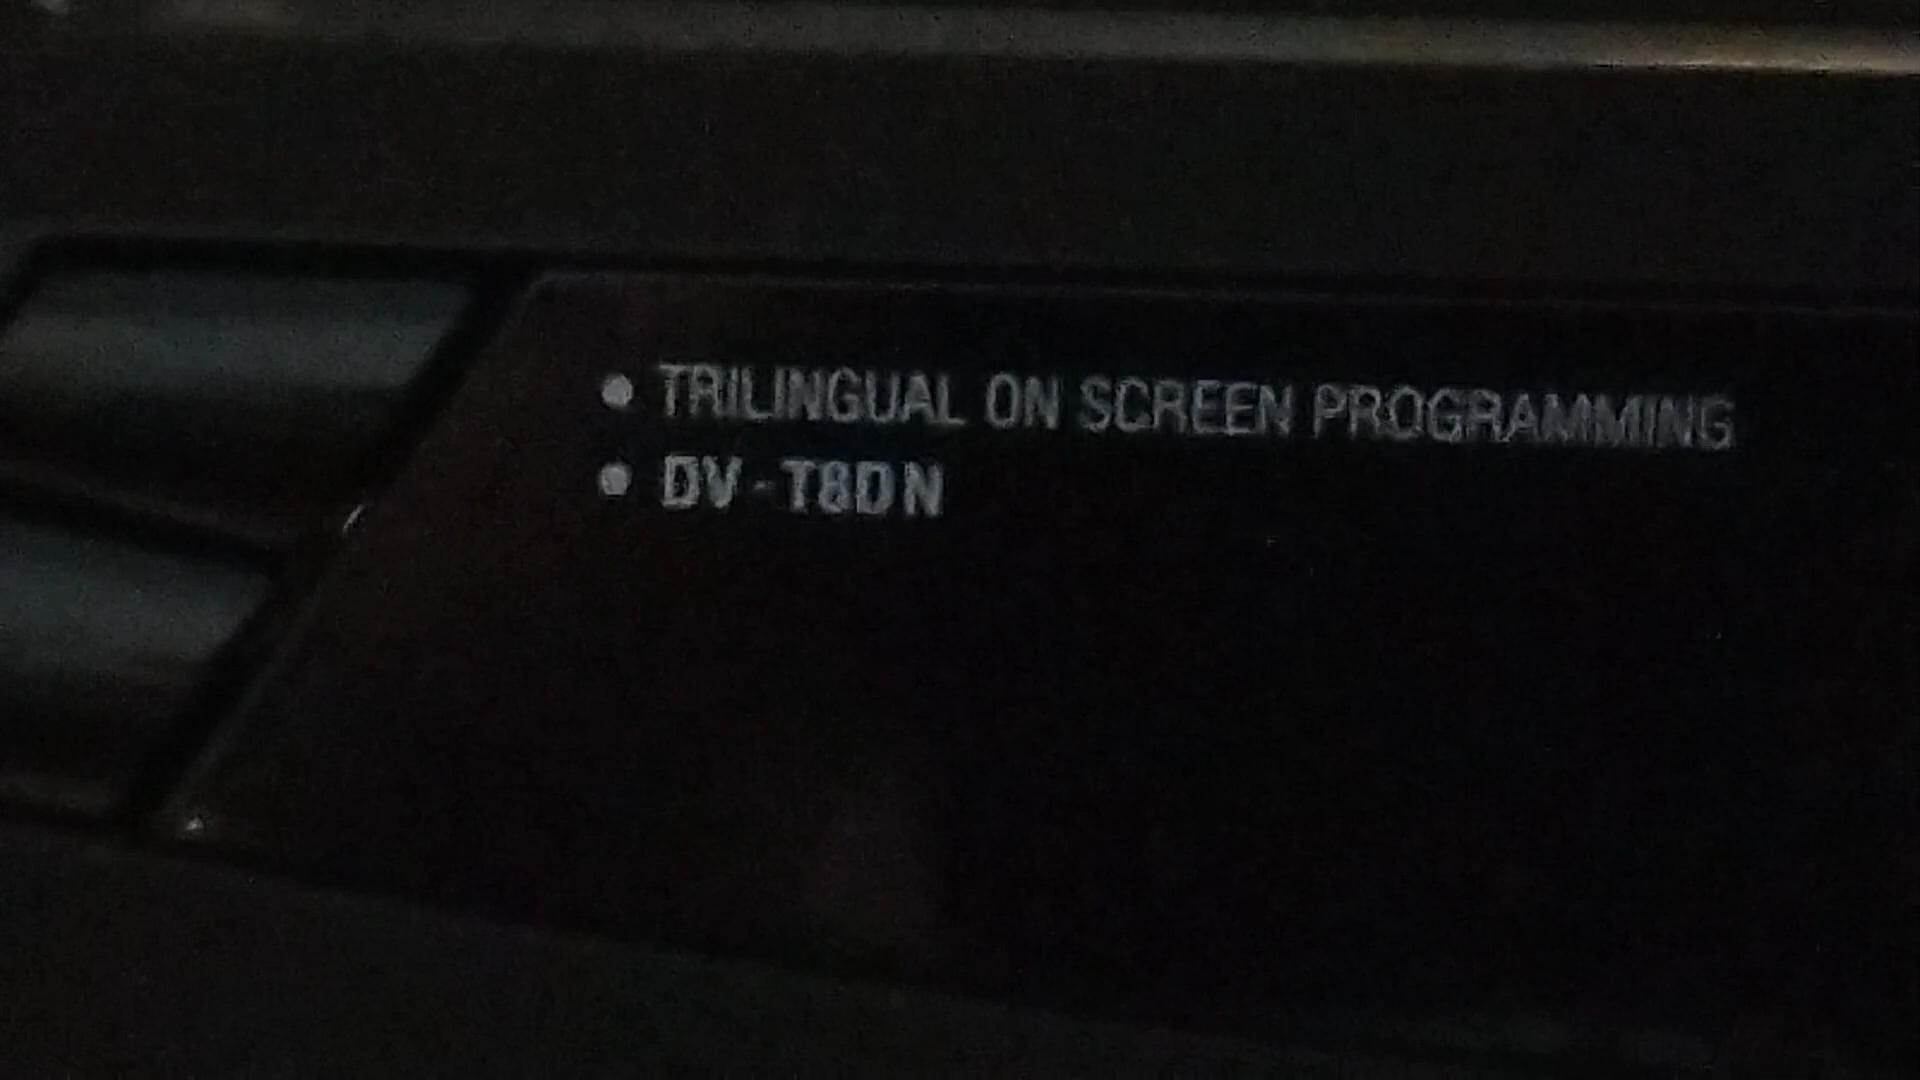 • TRILINGUAL ON SCREEN PROGRAMMING
• DV-T8DN